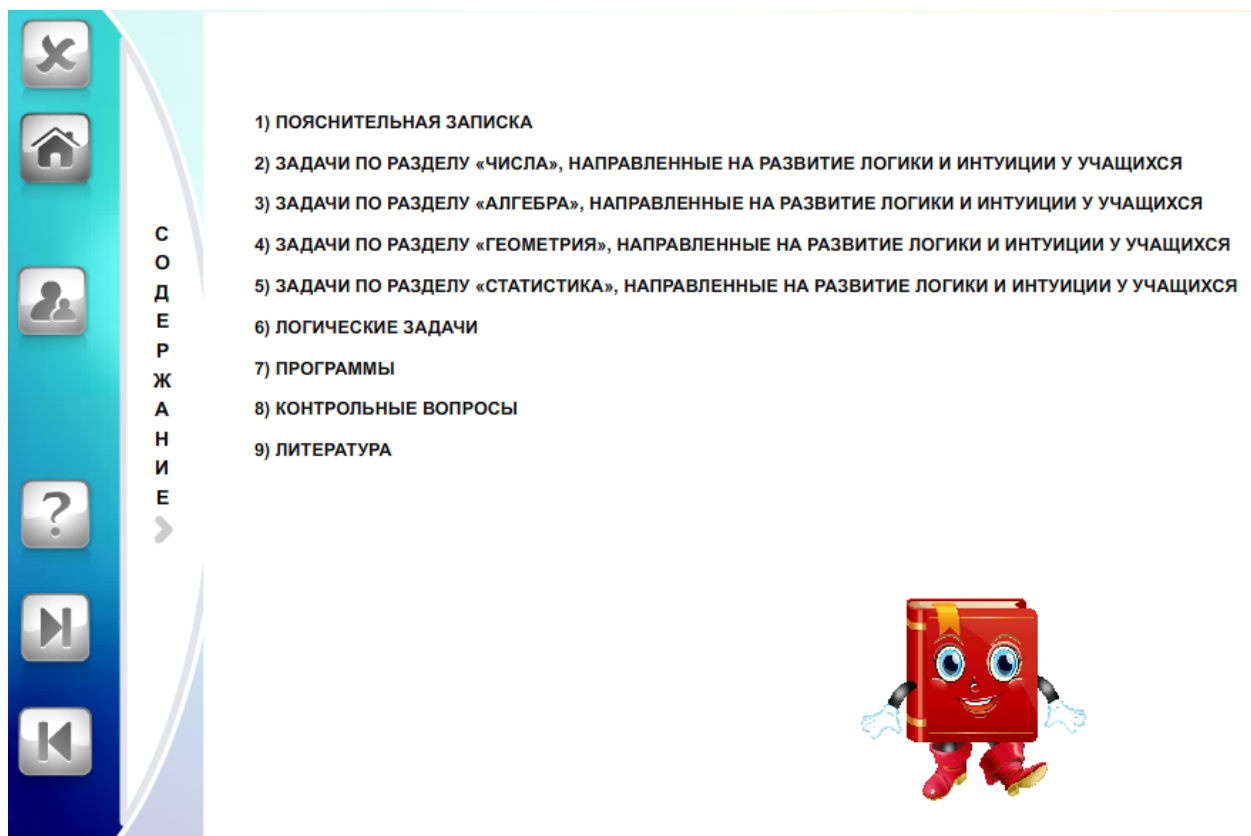 СОДЕРЖАНИЕ
1) ПОЯСНИТЕЛЬНАЯ ЗАПИСКА
2) ЗАДАЧИ ПО РАЗДЕЛУ «ЧИСЛА», НАПРАВЛЕННЫЕ НА РАЗВИТИЕ ЛОГИКИ И ИНТУИЦИИ У УЧАЩИХСЯ
3) ЗАДАЧИ ПО РАЗДЕЛУ «АЛГЕБРА», НАПРАВЛЕННЫЕ НА РАЗВИТИЕ ЛОГИКИ И ИНТУИЦИИ У УЧАЩИХСЯ
4) ЗАДАЧИ ПО РАЗДЕЛУ «ГЕОМЕТРИЯ», НАПРАВЛЕННЫЕ НА РАЗВИТИЕ ЛОГИКИ И ИНТУИЦИИ У УЧАЩИХСЯ
5) ЗАДАЧИ ПО РАЗДЕЛУ «СТАТИСТИКА», НАПРАВЛЕННЫЕ НА РАЗВИТИЕ ЛОГИКИ И ИНТУИЦИИ У УЧАЩИХСЯ
6) ЛОГИЧЕСКИЕ ЗАДАЧИ
7) ПРОГРАММЫ
8) КОНТРОЛЬНЫЕ ВОПРОСЫ
9) ЛИТЕРАТУРА